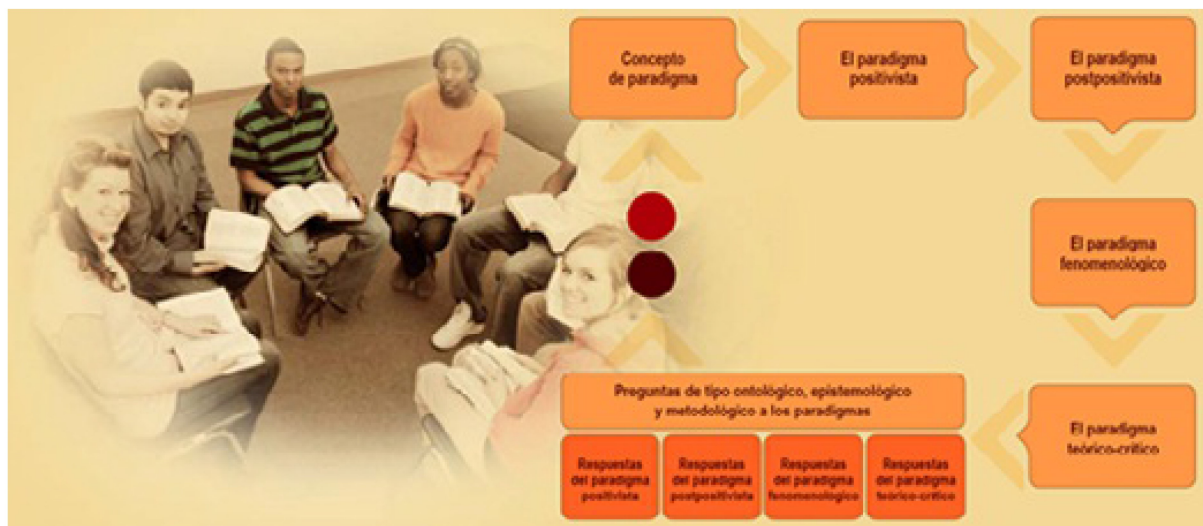 Concepto
de paradigma
El paradigma
positivista
El paradigma
postpositivista
El paradigma
fenomenológico
El paradigma
teórico-crítico
Preguntas de tipo ontológico, epistemológico
y metodológico a los paradigmas
Respuestas
del paradigma
positivista
Respuestas
del paradigma
postpositivista
Respuestas
del paradigma
fenomenológico
Respuestas
del paradigma
teórico-crítico